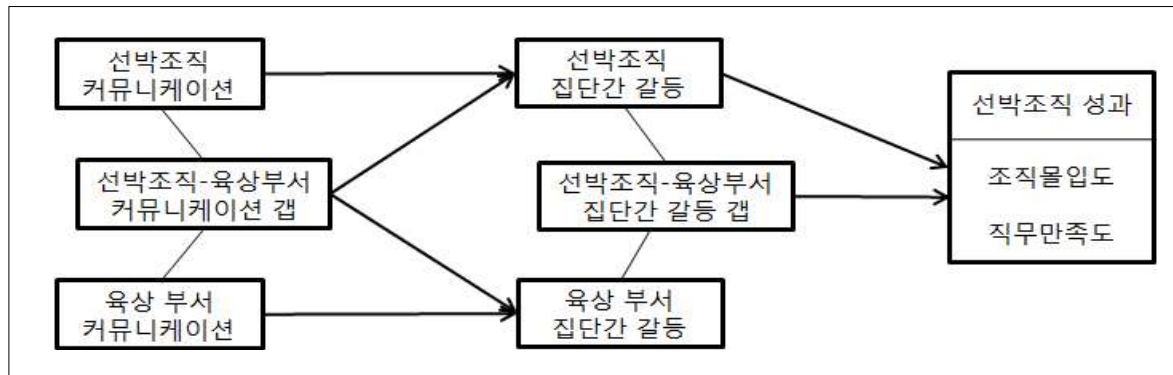 선박조직
커뮤니케이션
선박조직-육상부서
커뮤니케이션 갭
육상 부서
커뮤니케이션
선박조직
집단간 갈등
선박조직-육상부서
집단간 갈등 갭
육상 부서
집단간 갈등
선박조직 성과
조직몰입도
직무만족도